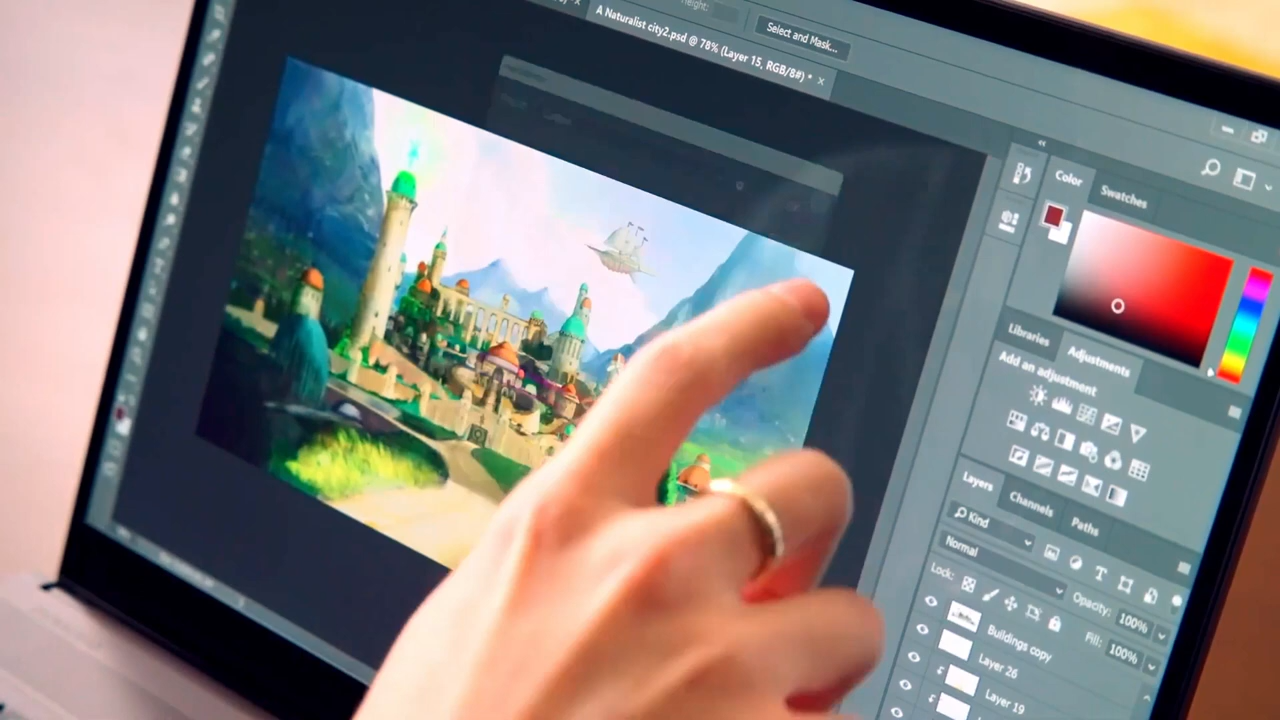 Height:
Select and Mask...
A Naturalist city2.psd @ 78% (Layer 15, RGB/8#) *
Color
Swatches
Libraries
Adjustments
Add an adjustment
Layers
Channels
Paths
Kind
Normal
Opacity: 100%
Lock:
Fill: 100%
Buildings copy
Layer 26
Layer 19